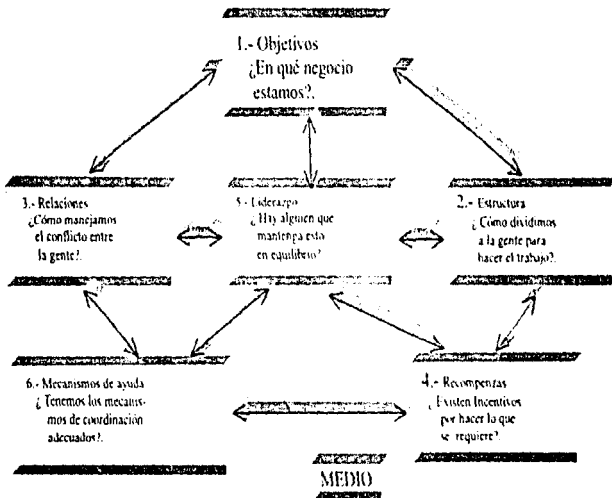 1.- Objetivos
¿En qué negocio
estamos?.
3.- Relaciones
¿Cómo manejamos
el conflicto entre
la gente?.
5.- Liderazpo
¿Hay alguien que
mantenga esto
en equilibrio?
2.- Estructura
¿Cómo dividimos
a la gente para
hacer el trabajo?.
6.- Mecanismos de ayuda
¿Tenemos los mecanis-
mos de coordinación
adecuados?.
4.- Recompenzas
¿Existen Incentivos
por hacer lo que
se requiere?.
MEDIO